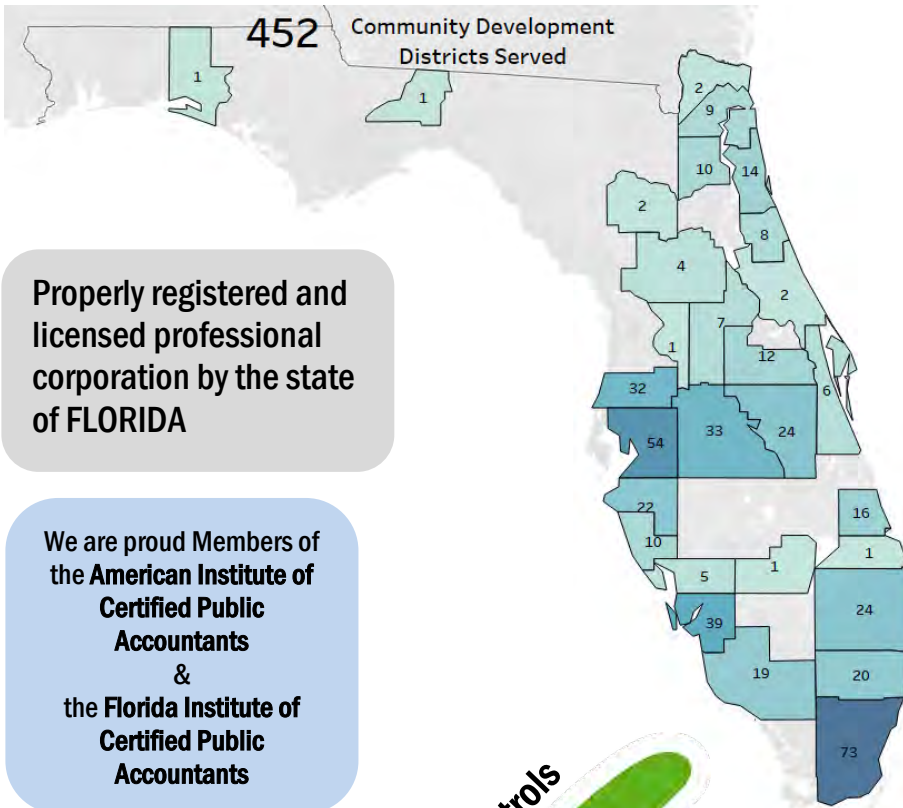 452
Community Development
Districts Served
1
1
2
9
10
14
2
8
4
2
7
1
12
32
6
54
33
24
22
16
10
1
5
1
24
39
19
20
73
Properly registered and
licensed professional
corporation by the state
of FLORIDA
We are proud Members of
the American Institute of
Certified Public
Accountants
&
the Florida Institute of
Certified Public
Accountants